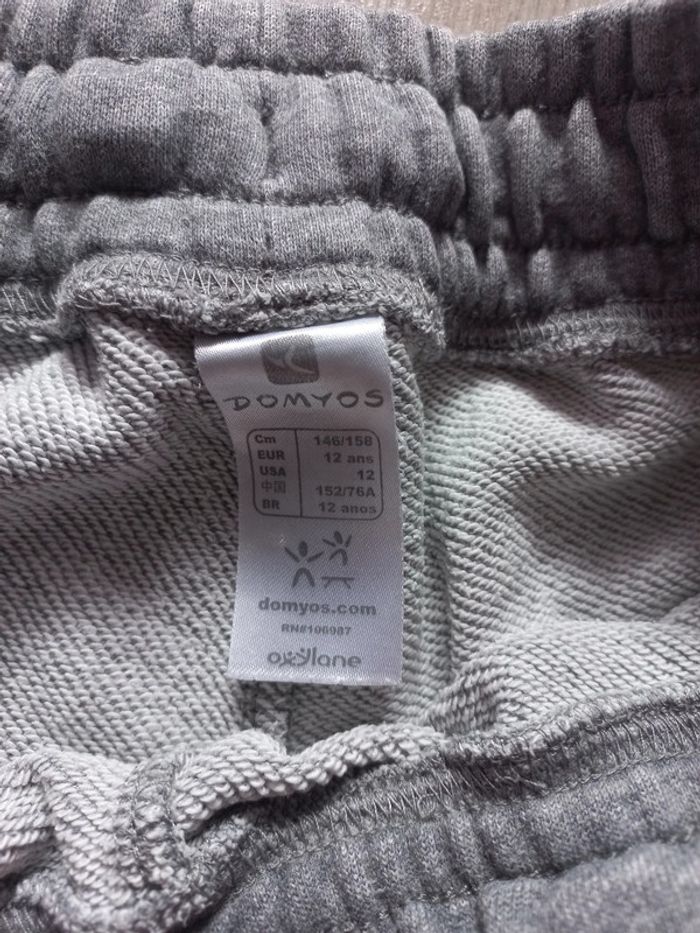 DOMYOS
Cm 146/158
EUR 12 ans
USA 12
中国 152/76A
BR 12 anos
domyos.com
RN#106987
oxylane